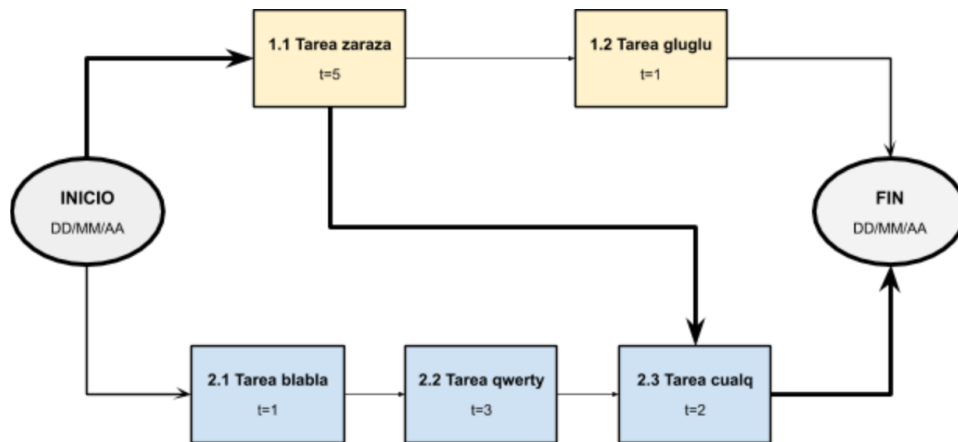 1.1 Tarea zaraza
t=5
1.2 Tarea gluglu
t=1
INICIO
DD/MM/AA
FIN
DD/MM/AA
2.1 Tarea blabla
t=1
2.2 Tarea qwerty
t=3
2.3 Tarea cualq
t=2